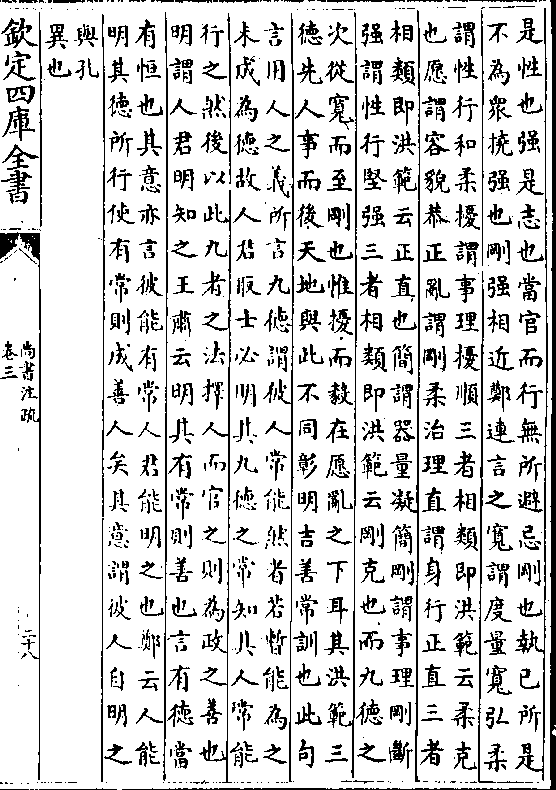 是性也强是志也當官而行無所避忌剛也執已所是
不為衆撓强也剛强相近鄭連言之寬謂度量寬弘柔
謂性行和柔擾謂事理擾順三者相類即洪範云柔克
也愿謂容貌恭正亂謂剛柔治理直謂身行正直三者
相類即洪範云正直也簡謂器量凝簡剛謂事理剛斷
强謂性行堅强三者相類即洪範云剛克也而九德之
次從寬而至剛也惟擾而毅在愿亂之下耳其洪範三
德先人事而後天地與此不同彰明吉善常訓也此句
言用人之義所言九德謂彼人常能然者若暫能為之
未成為德故人君取士必明其九德之常知其人常能
行之然後以此九者之法擇人而官之則為政之善也
明謂人君明知之王肅云明其有常則善也言有德當
有恒也其意亦言彼能有常人君能明之也鄭云人能
明其德所行使有常則成善人矣其意謂彼人自明之
與孔
異也
欽定四庫全書
尚書注疏
卷三
二十八